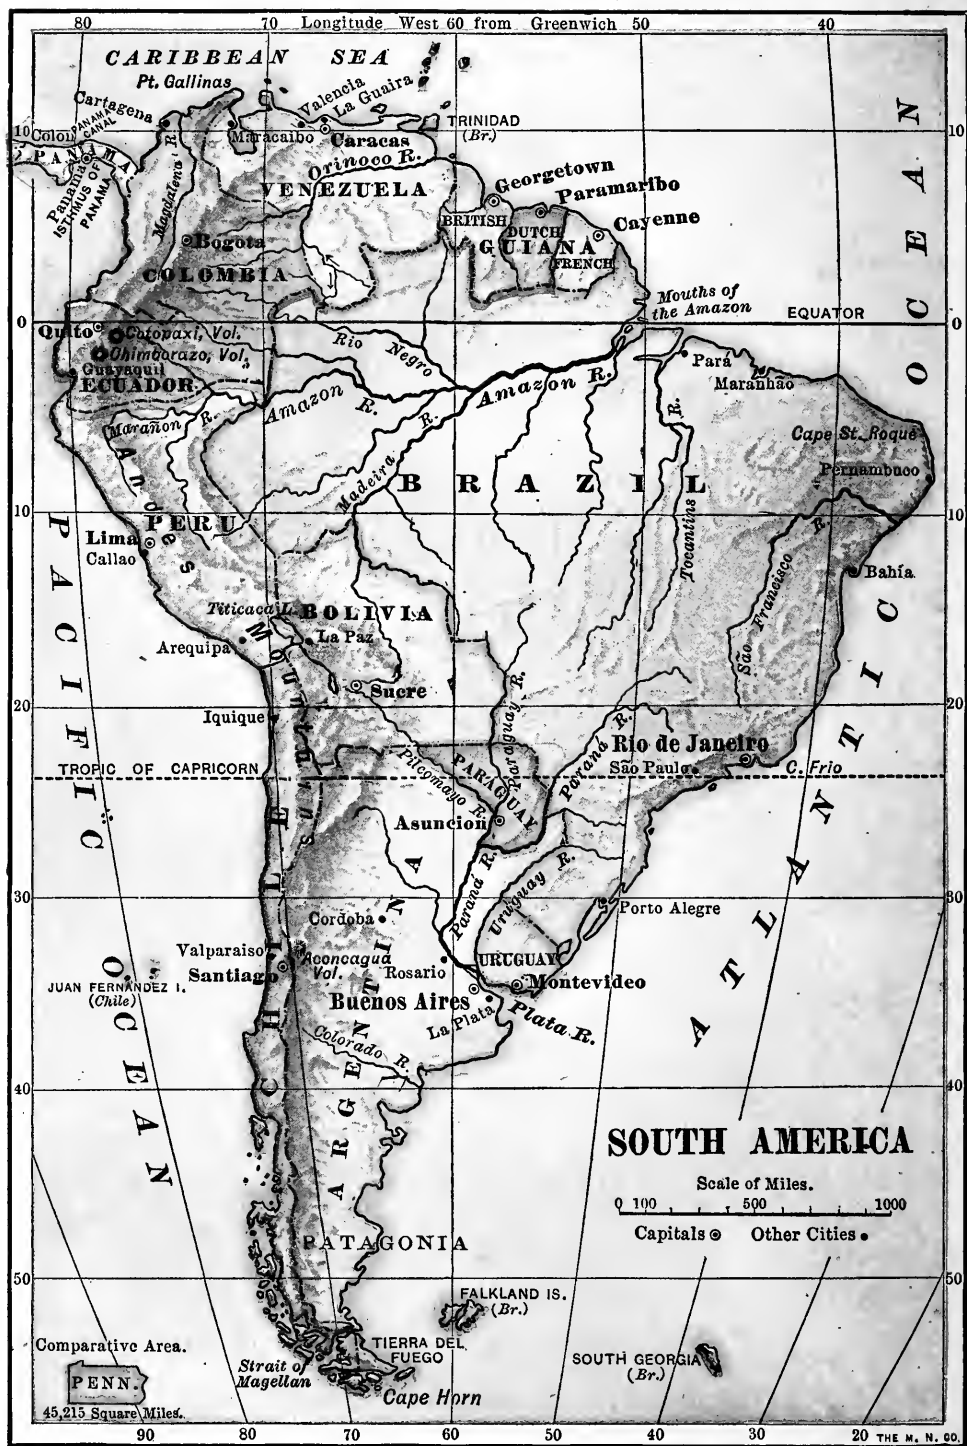 Longitude West 60 from Greenwich
80
70
50
40
CARIBBEAN SEA
Pt. Gallinas
Cartagena
Valencia
La Guaira
PANAMA CANAL
Colon
10
10
Maracaibo
Caracas
TRINIDAD
(Br.)
PANAMA
Panama
ISTHMUS OF PANAMA
Magdalena R.
Orinoco R.
VENEZUELA
Georgetown
Paramaribo
Cayenne
BRITISH
DUTCH
GUIANA
FRENCH
Bogota
COLOMBIA
Mouths of
the Amazon
EQUATOR
0
0
Quito
Cotopaxi, Vol.
Chimborazo, Vol.
Guayaquil
ECUADOR
Rio Negro
Amazon R.
Amazon R.
Pará
Maranhão
Marañon R.
Madeira R.
Cape St. Roque
Pernambuco
BRAZIL
Tocantins R.
São Francisco R.
10
10
Andes Mountains
PERU
Lima
Callao
Bahía
Titicaca L.
BOLIVIA
Arequipa
La Paz
Sucre
20
20
Iquique
Paraguay R.
Paraná R.
Rio de Janeiro
São Paulo
C. Frio
TROPIC OF CAPRICORN
Pilcomayo R.
PARAGUAY
Asuncion
PACIFIC OCEAN
ATLANTIC OCEAN
CHILE
ARGENTINA
30
30
Paraná R.
Uruguay R.
Cordoba
Porto Alegre
Valparaiso
Santiago
Aconcagua
Vol.
Rosario
URUGUAY
Montevideo
JUAN FERNANDEZ I.
(Chile)
Buenos Aires
La Plata
Plata R.
Colorado R.
40
40
SOUTH AMERICA
Scale of Miles.
0 100 500 1000
Capitals
Other Cities
PATAGONIA
50
50
FALKLAND IS.
(Br.)
TIERRA DEL
FUEGO
Strait of
Magellan
Cape Horn
SOUTH GEORGIA
(Br.)
Comparative Area.
PENN.
45,215 Square Miles.
90
80
70
60
50
40
30
20
THE M. N. CO.